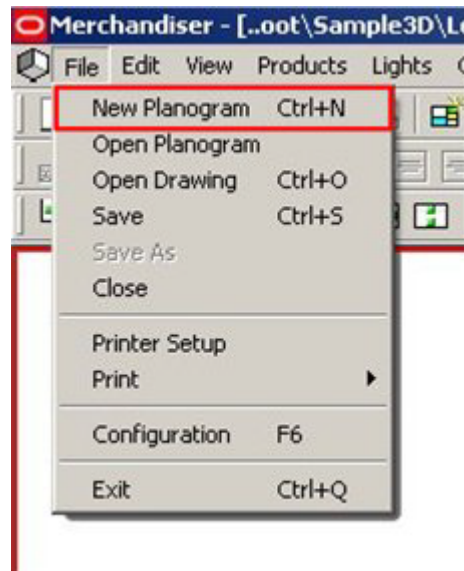 Merchandiser - [..oot\Sample3D\L
File Edit View Products Lights
New Planogram Ctrl+N
Open Planogram
Open Drawing Ctrl+O
Save Ctrl+S
Save As
Close
Printer Setup
Print
Configuration F6
Exit Ctrl+Q